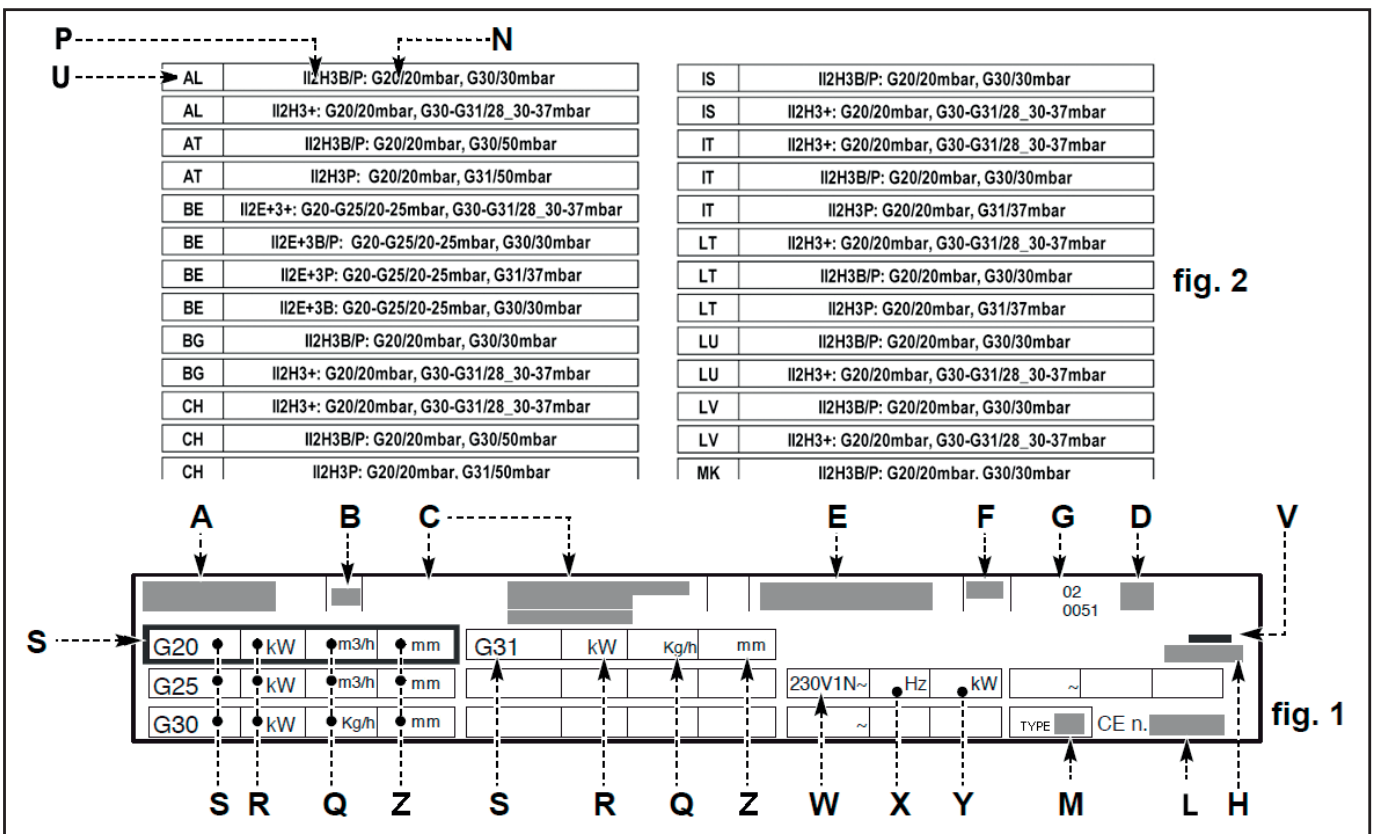 P N
U AL II2H3B/P: G20/20mbar, G30/30mbar
AL II2H3+: G20/20mbar, G30-G31/28_30-37mbar
AT II2H3B/P: G20/20mbar, G30/50mbar
AT II2H3P: G20/20mbar, G31/50mbar
BE II2E+3+: G20-G25/20-25mbar, G30-G31/28_30-37mbar
BE II2E+3B/P: G20-G25/20-25mbar, G30/30mbar
BE II2E+3P: G20-G25/20-25mbar, G31/37mbar
BE II2E+3B: G20-G25/20-25mbar, G30/30mbar
BG II2H3B/P: G20/20mbar, G30/30mbar
BG II2H3+: G20/20mbar, G30-G31/28_30-37mbar
CH II2H3+: G20/20mbar, G30-G31/28_30-37mbar
CH II2H3B/P: G20/20mbar, G30/50mbar
CH II2H3P: G20/20mbar, G31/50mbar
IS II2H3B/P: G20/20mbar, G30/30mbar
IS II2H3+: G20/20mbar, G30-G31/28_30-37mbar
IT II2H3+: G20/20mbar, G30-G31/28_30-37mbar
IT II2H3B/P: G20/20mbar, G30/30mbar
IT II2H3P: G20/20mbar, G31/37mbar
LT II2H3+: G20/20mbar, G30-G31/28_30-37mbar
LT II2H3B/P: G20/20mbar, G30/30mbar
LT II2H3P: G20/20mbar, G31/37mbar
LU II2H3B/P: G20/20mbar, G30/30mbar
LU II2H3+: G20/20mbar, G30-G31/28_30-37mbar
LV II2H3B/P: G20/20mbar, G30/30mbar
LV II2H3+: G20/20mbar, G30-G31/28_30-37mbar
MK II2H3B/P: G20/20mbar, G30/30mbar
fig. 2
A B C E F G D V
02
0051
S G20 kW m3/h mm G31 kW Kg/h mm
G25 kW m3/h mm 230V1N~ Hz kW ~
G30 kW Kg/h mm ~ TYPE CE n.
fig. 1
S R Q Z S R Q Z W X Y M L H